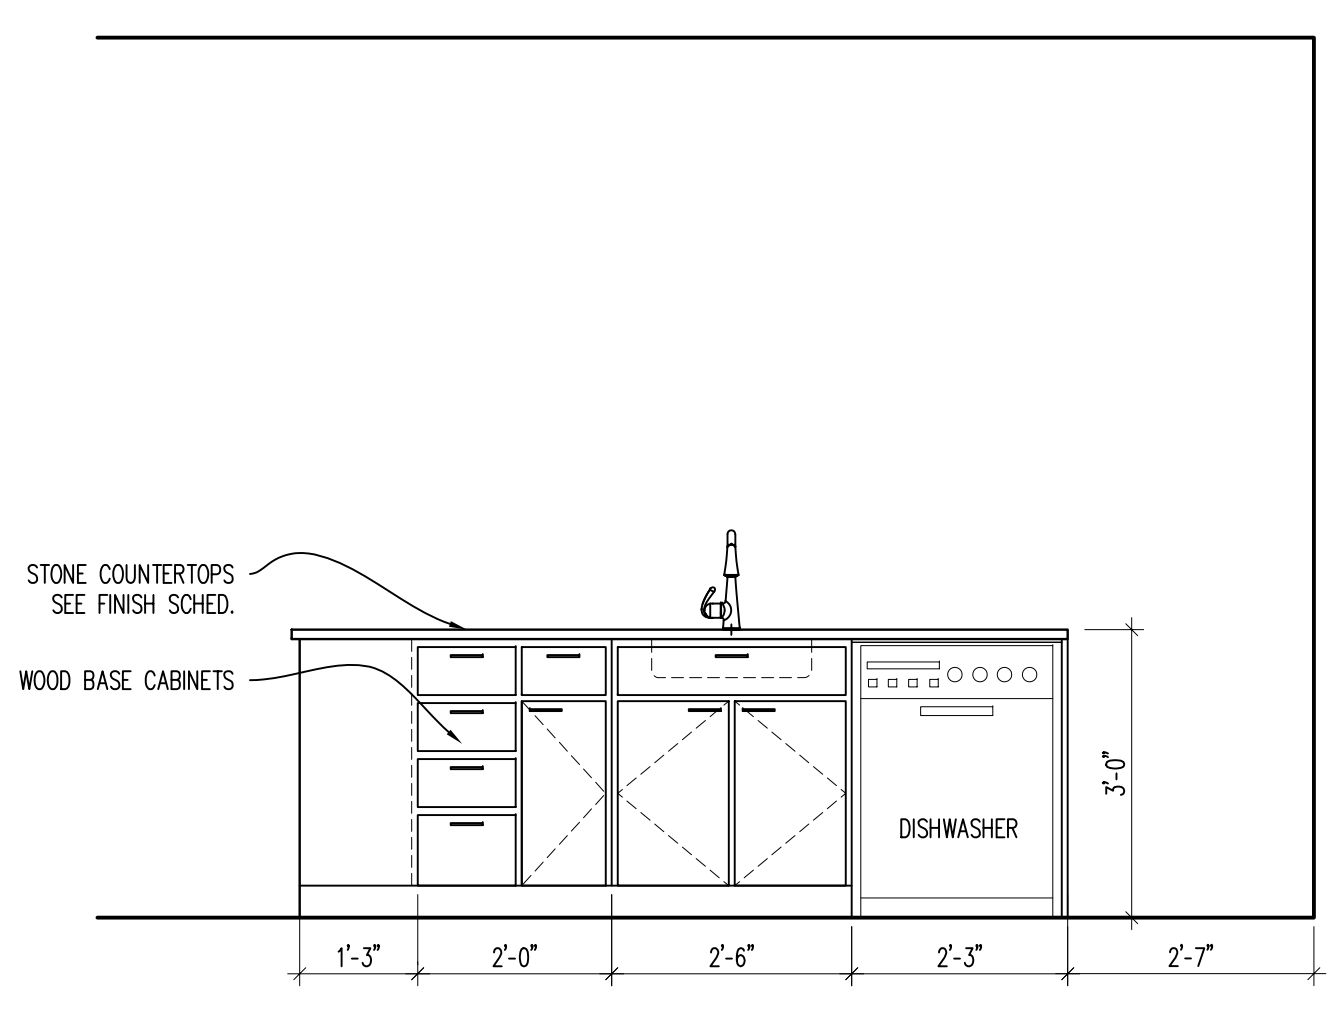 STONE COUNTERTOPS
SEE FINISH SCHED.
WOOD BASE CABINETS
3'-0"
DISHWASHER
1'-3"
2'-0"
2'-6"
2'-3"
2'-7"